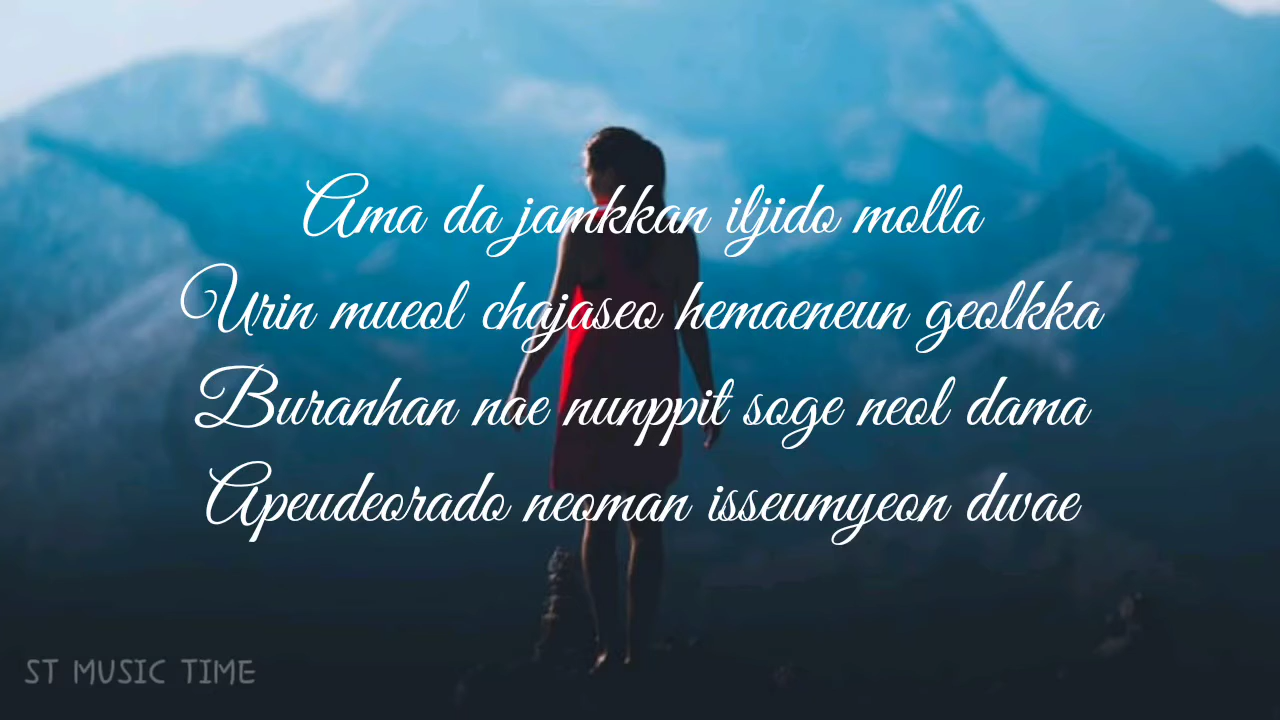 Ama da jamkkan iljido molla
Urin mueol chajaseo hemaeneun geolkka
Buranhan nae nunppit soge neol dama
Apeudeorado neoman isseumyeon dwae
ST MUSIC TIME